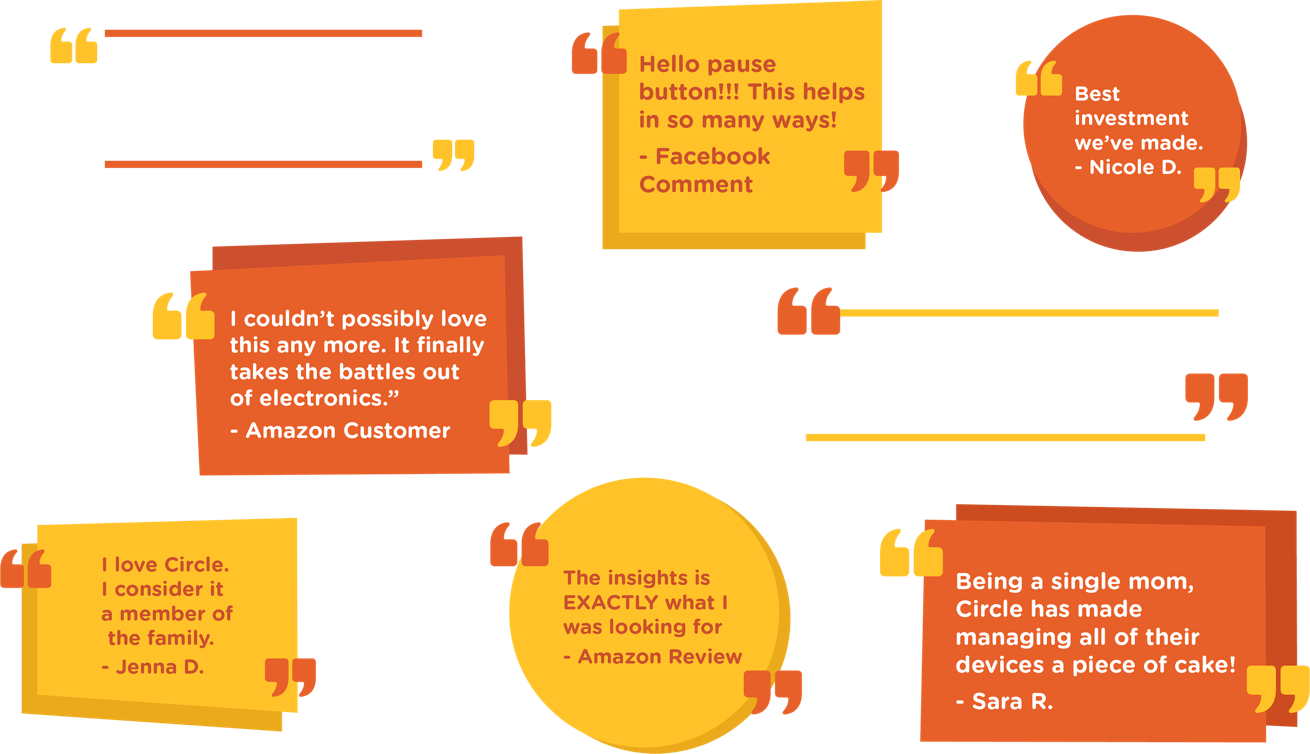 Hello pause
button!!! This helps
in so many ways!
- Facebook
Comment
Best
investment
we’ve made.
- Nicole D.
I couldn’t possibly love
this any more. It finally
takes the battles out
of electronics.”
- Amazon Customer
I love Circle.
I consider it
a member of
the family.
- Jenna D.
The insights is
EXACTLY what I
was looking for
- Amazon Review
Being a single mom,
Circle has made
managing all of their
devices a piece of cake!
- Sara R.